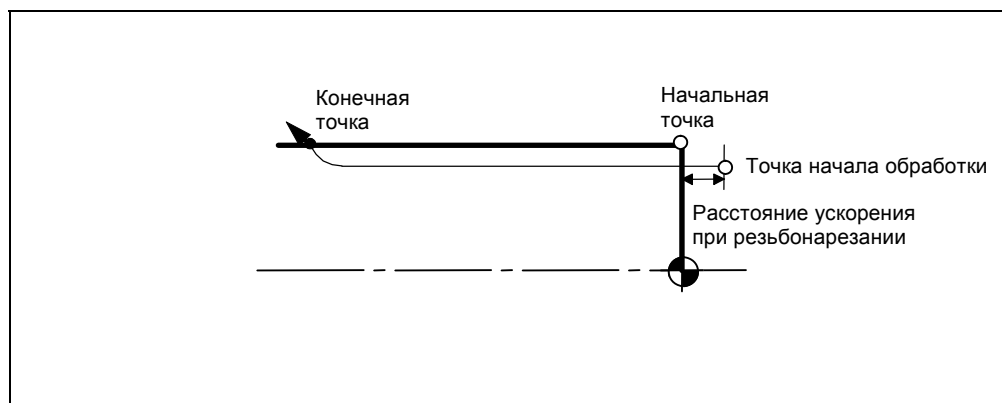 Конечная
точка
Начальная
точка
Точка начала обработки
Расстояние ускорения
при резьбонарезании